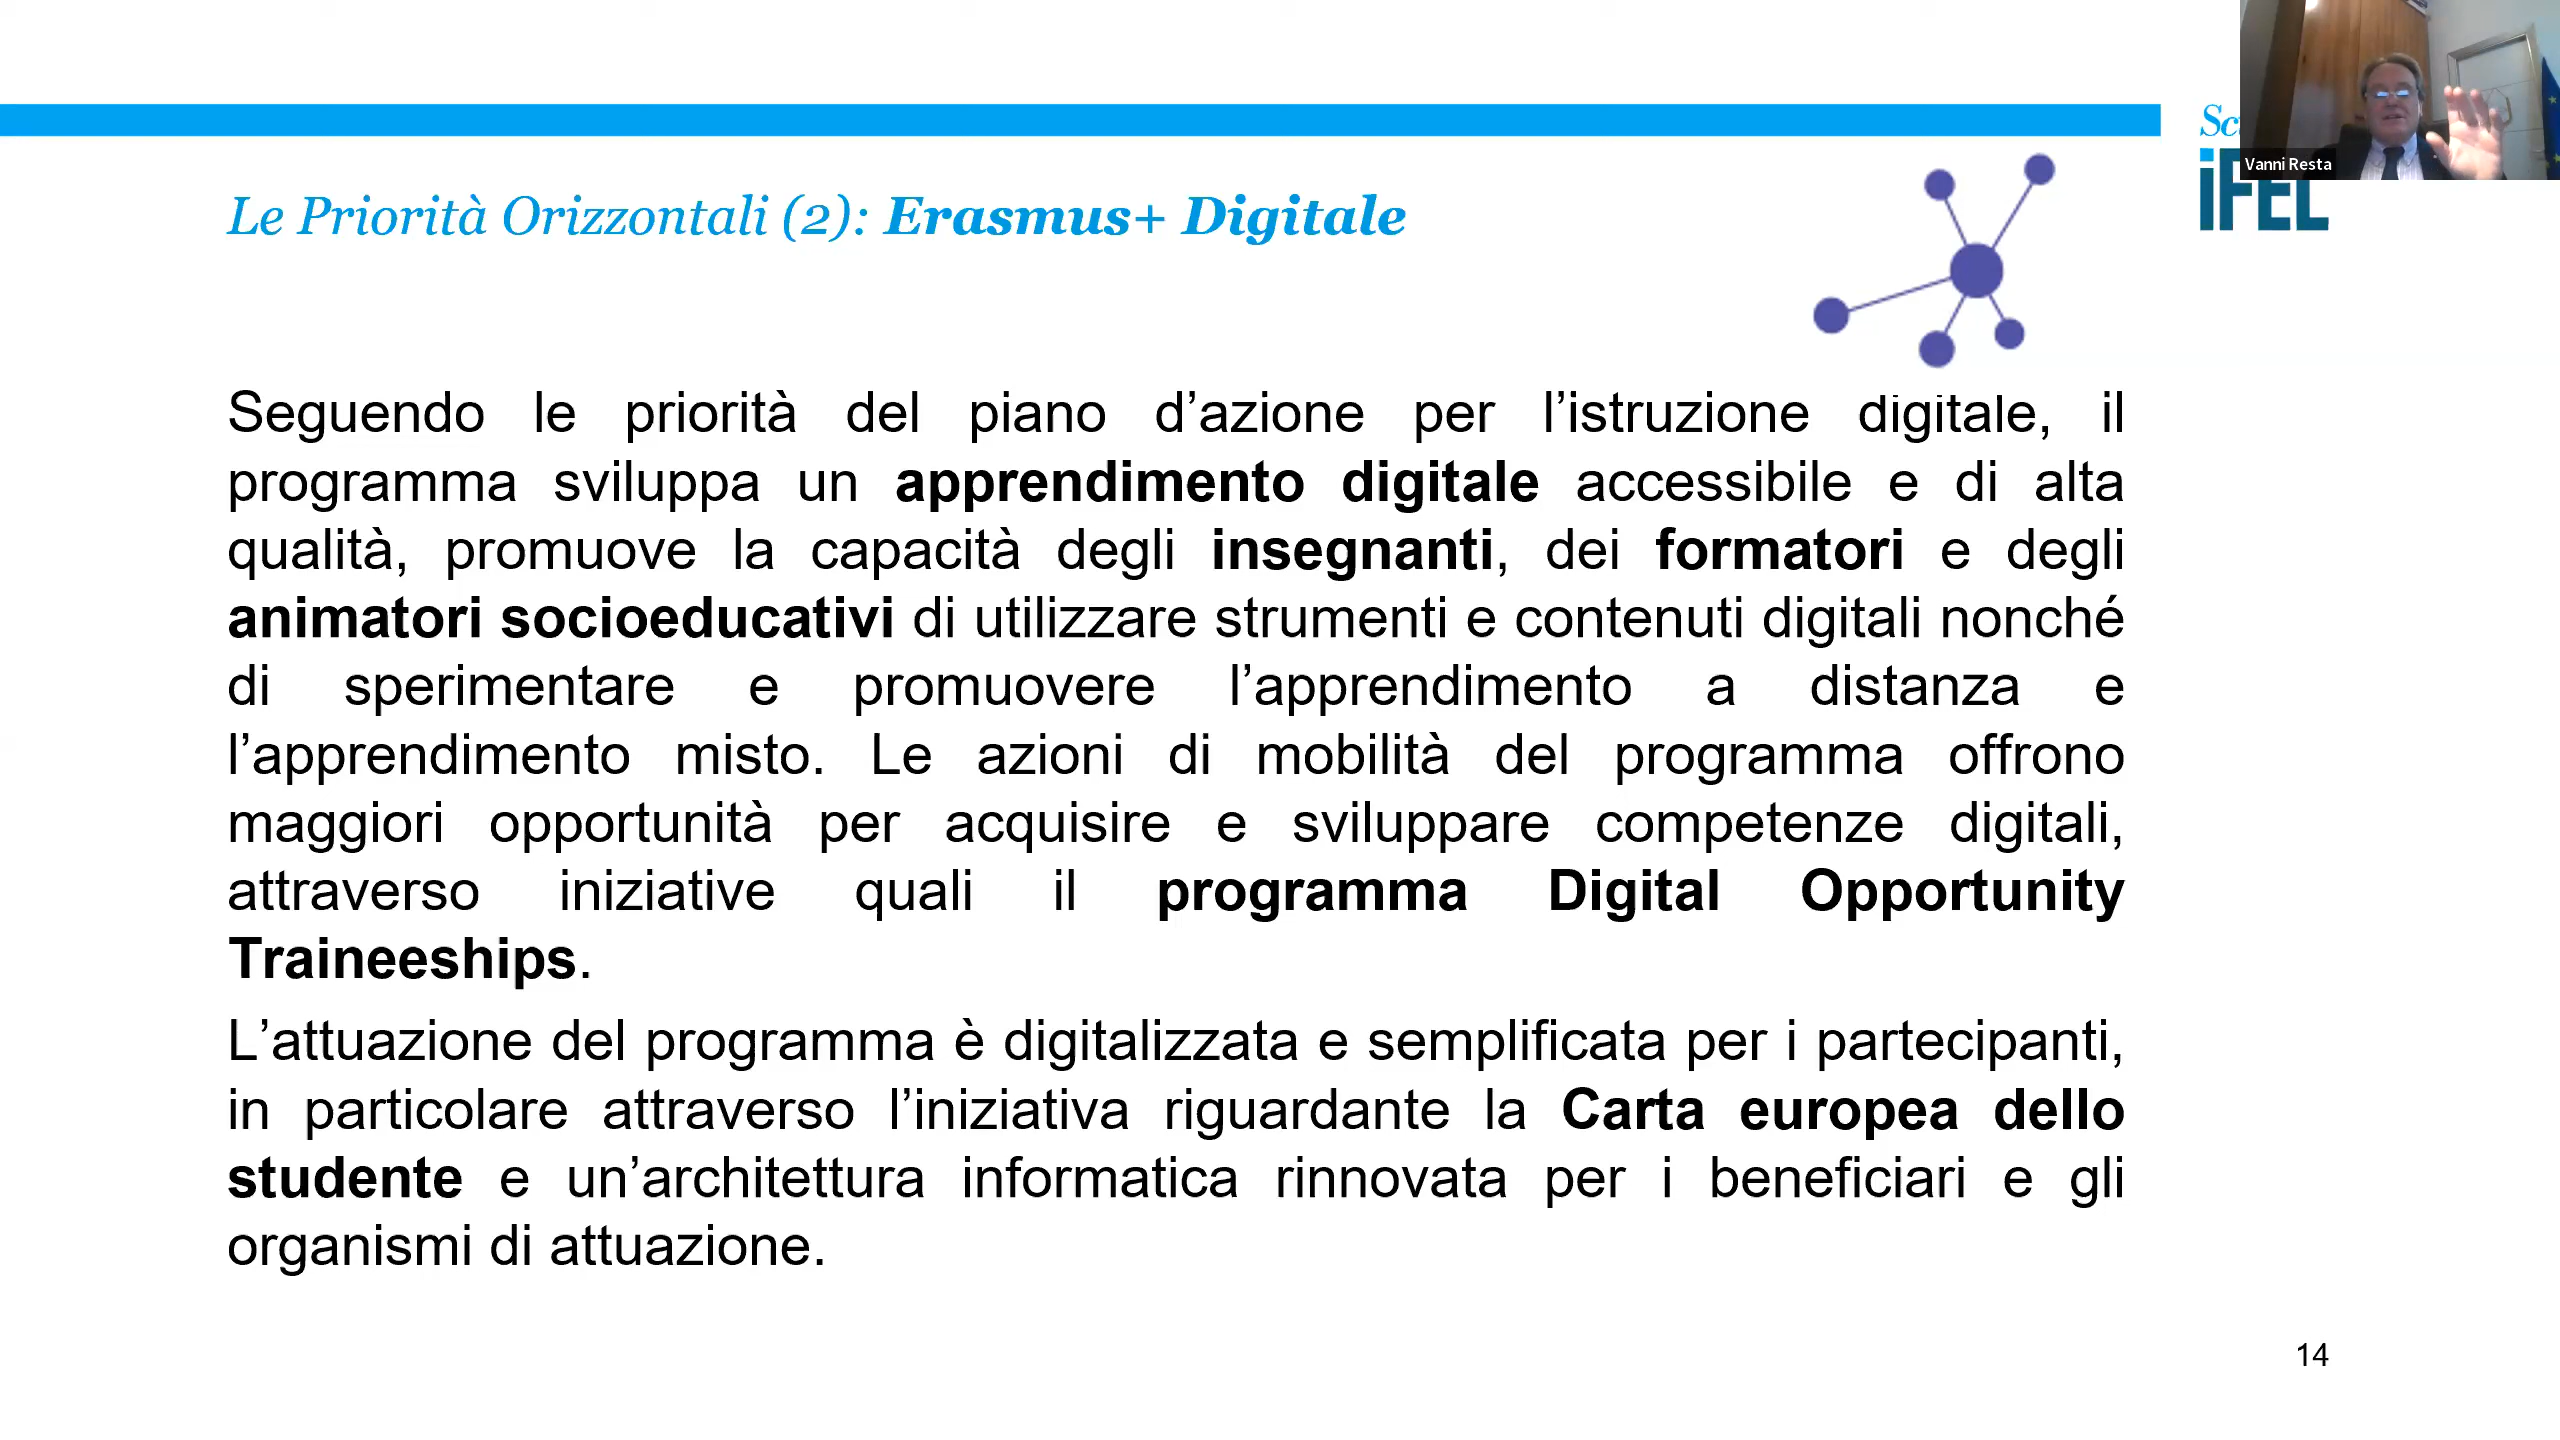 Le Priorità Orizzontali (2): Erasmus+ Digitale
Vanni Resta
iFEL
Seguendo le priorità del piano d’azione per l’istruzione digitale, il
programma sviluppa un apprendimento digitale accessibile e di alta
qualità, promuove la capacità degli insegnanti, dei formatori e degli
animatori socioeducativi di utilizzare strumenti e contenuti digitali nonché
di sperimentare e promuovere l’apprendimento a distanza e
l’apprendimento misto. Le azioni di mobilità del programma offrono
maggiori opportunità per acquisire e sviluppare competenze digitali,
attraverso iniziative quali il programma Digital Opportunity
Traineeships.
L’attuazione del programma è digitalizzata e semplificata per i partecipanti,
in particolare attraverso l’iniziativa riguardante la Carta europea dello
studente e un’architettura informatica rinnovata per i beneficiari e gli
organismi di attuazione.
14